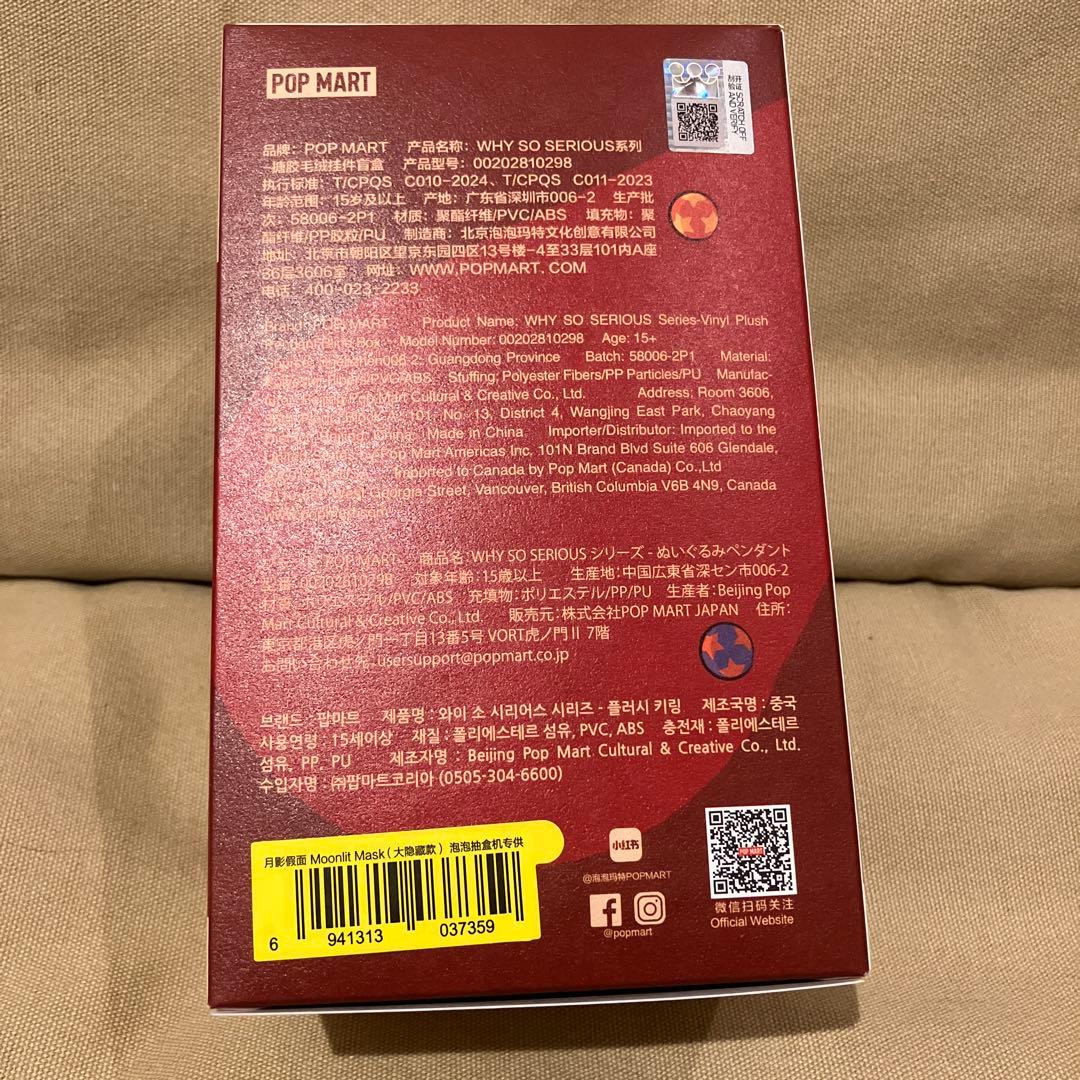 POP MART
开 SCRATCH OFF
AND VERIFY
品牌：POP MART 产品名称：WHY SO SERIOUS系列
-搪胶毛绒挂件盲盒 产品型号：00202810298
执行标准：T/CPQS C010-2024、T/CPQS C011-2023
年龄范围：15岁及以上 产地：广东省深圳市006-2 生产批
次：58006-2P1 材质：聚酯纤维/PVC/ABS 填充物：聚
酯纤维/PP胶粒/PU 制造商：北京泡泡玛特文化创意有限公司
地址：北京市朝阳区望京东园四区13号楼-4至33层101内A座
36层3606室 网址：WWW.POPMART.COM
电话：400-023-2233
Brand: POP MART Product Name: WHY SO SERIOUS Series-Vinyl Plush
Box Model Number: 00202810298 Age: 15+
006-2, Guangdong Province Batch: 58006-2P1 Material:
/PVC/ABS Stuffing: Polyester Fibers/PP Particles/PU Manufac-
Pop Mart Cultural & Creative Co., Ltd. Address: Room 3606,
101, No. 13, District 4, Wangjing East Park, Chaoyang
China Made in China Importer/Distributor: Imported to the
Pop Mart Americas Inc, 101N Brand Blvd Suite 606 Glendale,
Imported to Canada by Pop Mart (Canada) Co.,Ltd
West Georgia Street, Vancouver, British Columbia V6B 4N9, Canada
POP MART 商品名：WHY SO SERIOUS シリーズ - ぬいぐるみペンダント
00202810298 対象年齢：15歳以上 生産地：中国広東省深セン市006-2
/PVC/ABS 充填物：ポリエステル/PP/PU 生産者：Beijing Pop
Mart Cultural & Creative Co., Ltd. 販売元：株式会社POP MART JAPAN 住所：
東京都港区虎ノ門一丁目13番5号 VORT虎ノ門Ⅱ 7階
お問い合わせ先：usersupport@popmart.co.jp
브랜드 : 팝마트 제품명 : 와이 소 시리어스 시리즈 - 플러시 키링 제조국명 : 중국
사용연령 : 15세이상 재질 : 폴리에스테르 섬유, PVC, ABS 충전재 : 폴리에스테르
섬유, PP, PU 제조자명 : Beijing Pop Mart Cultural & Creative Co., Ltd.
수입자명 : ㈜팝마트코리아 (0505-304-6600)
月影假面 Moonlit Mask（大隐藏款）泡泡抽盒机专供
6 941313 037359
小红书
@泡泡玛特POPMART
@popmart
POP MART
微信扫码关注
Official Website